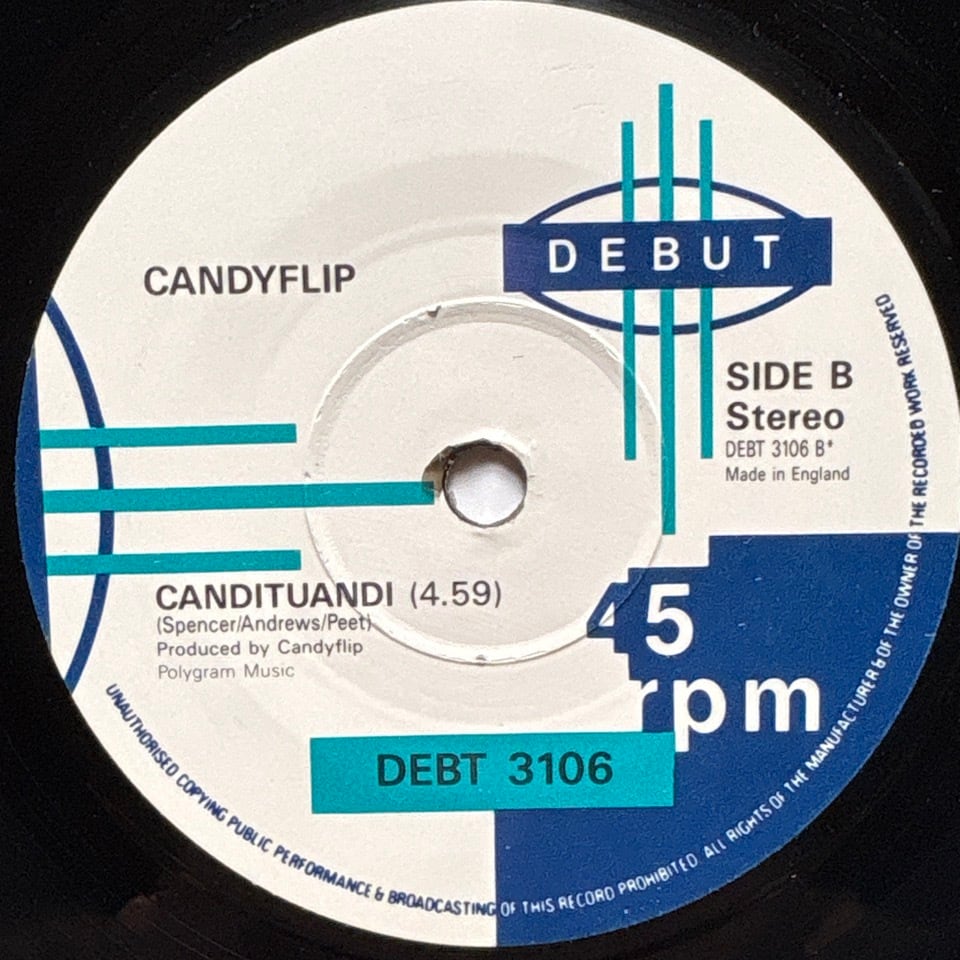 DEBUT
CANDYFLIP
SIDE B
Stereo
DEBT 3106 B*
Made in England
CANDITUANDI (4.59)
(Spencer/Andrews/Peet)
Produced by Candyflip
Polygram Music
45
rpm
DEBT 3106
UNAUTHORISED COPYING PUBLIC PERFORMANCE & BROADCASTING OF THIS RECORD PROHIBITED. ALL RIGHTS OF THE MANUFACTURER & OF THE OWNER OF THE RECORDED WORK RESERVED